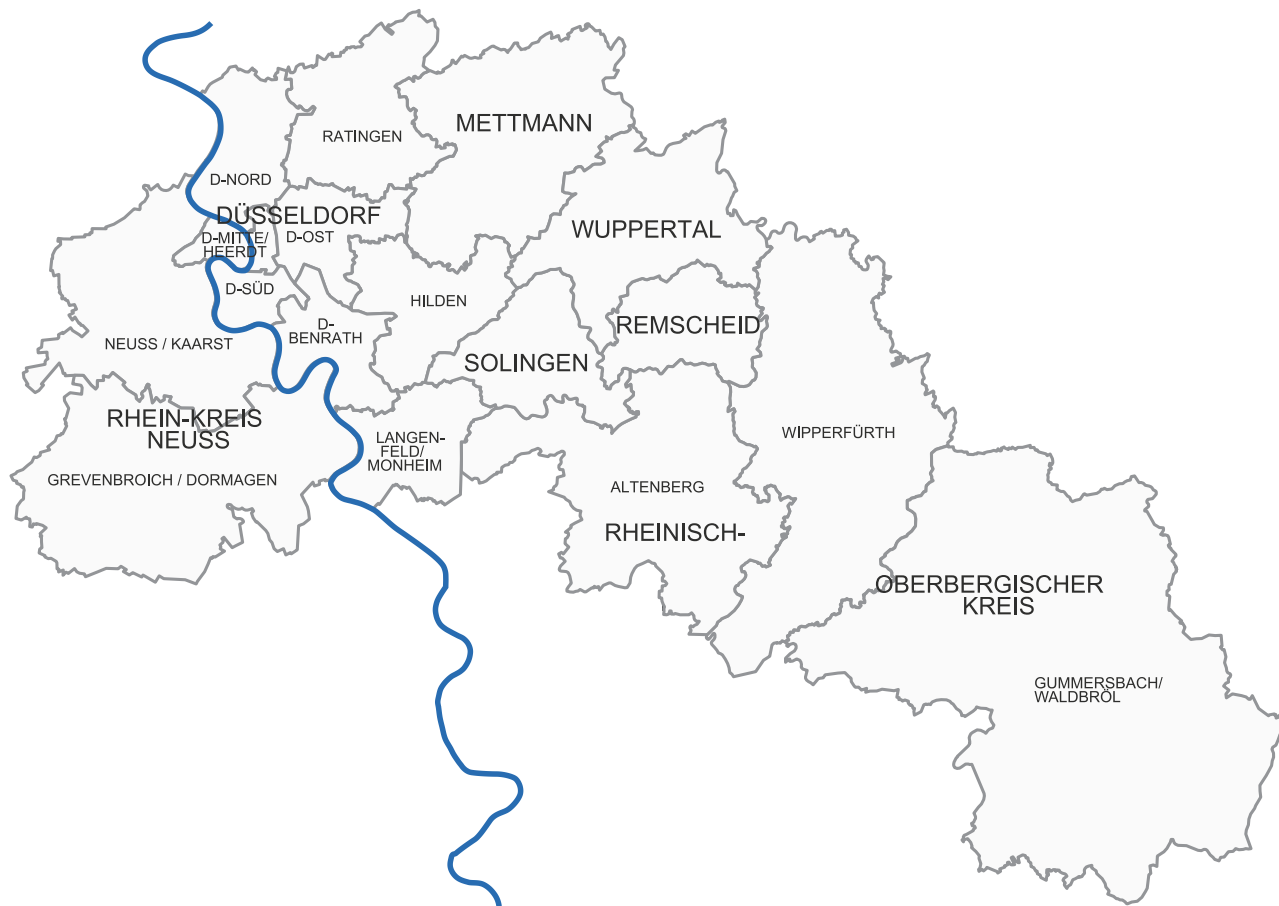 METTMANN
RATINGEN
D-NORD
DÜSSELDORF
D-MITTE/
HEERDT
D-OST
WUPPERTAL
D-SÜD
HILDEN
D-
BENRATH
REMSCHEID
NEUSS / KAARST
SOLINGEN
RHEIN-KREIS
NEUSS
LANGEN-
FELD/
MONHEIM
WIPPERFÜRTH
GREVENBROICH / DORMAGEN
ALTENBERG
RHEINISCH-
OBERBERGISCHER
KREIS
GUMMERSBACH/
WALDBRÖL